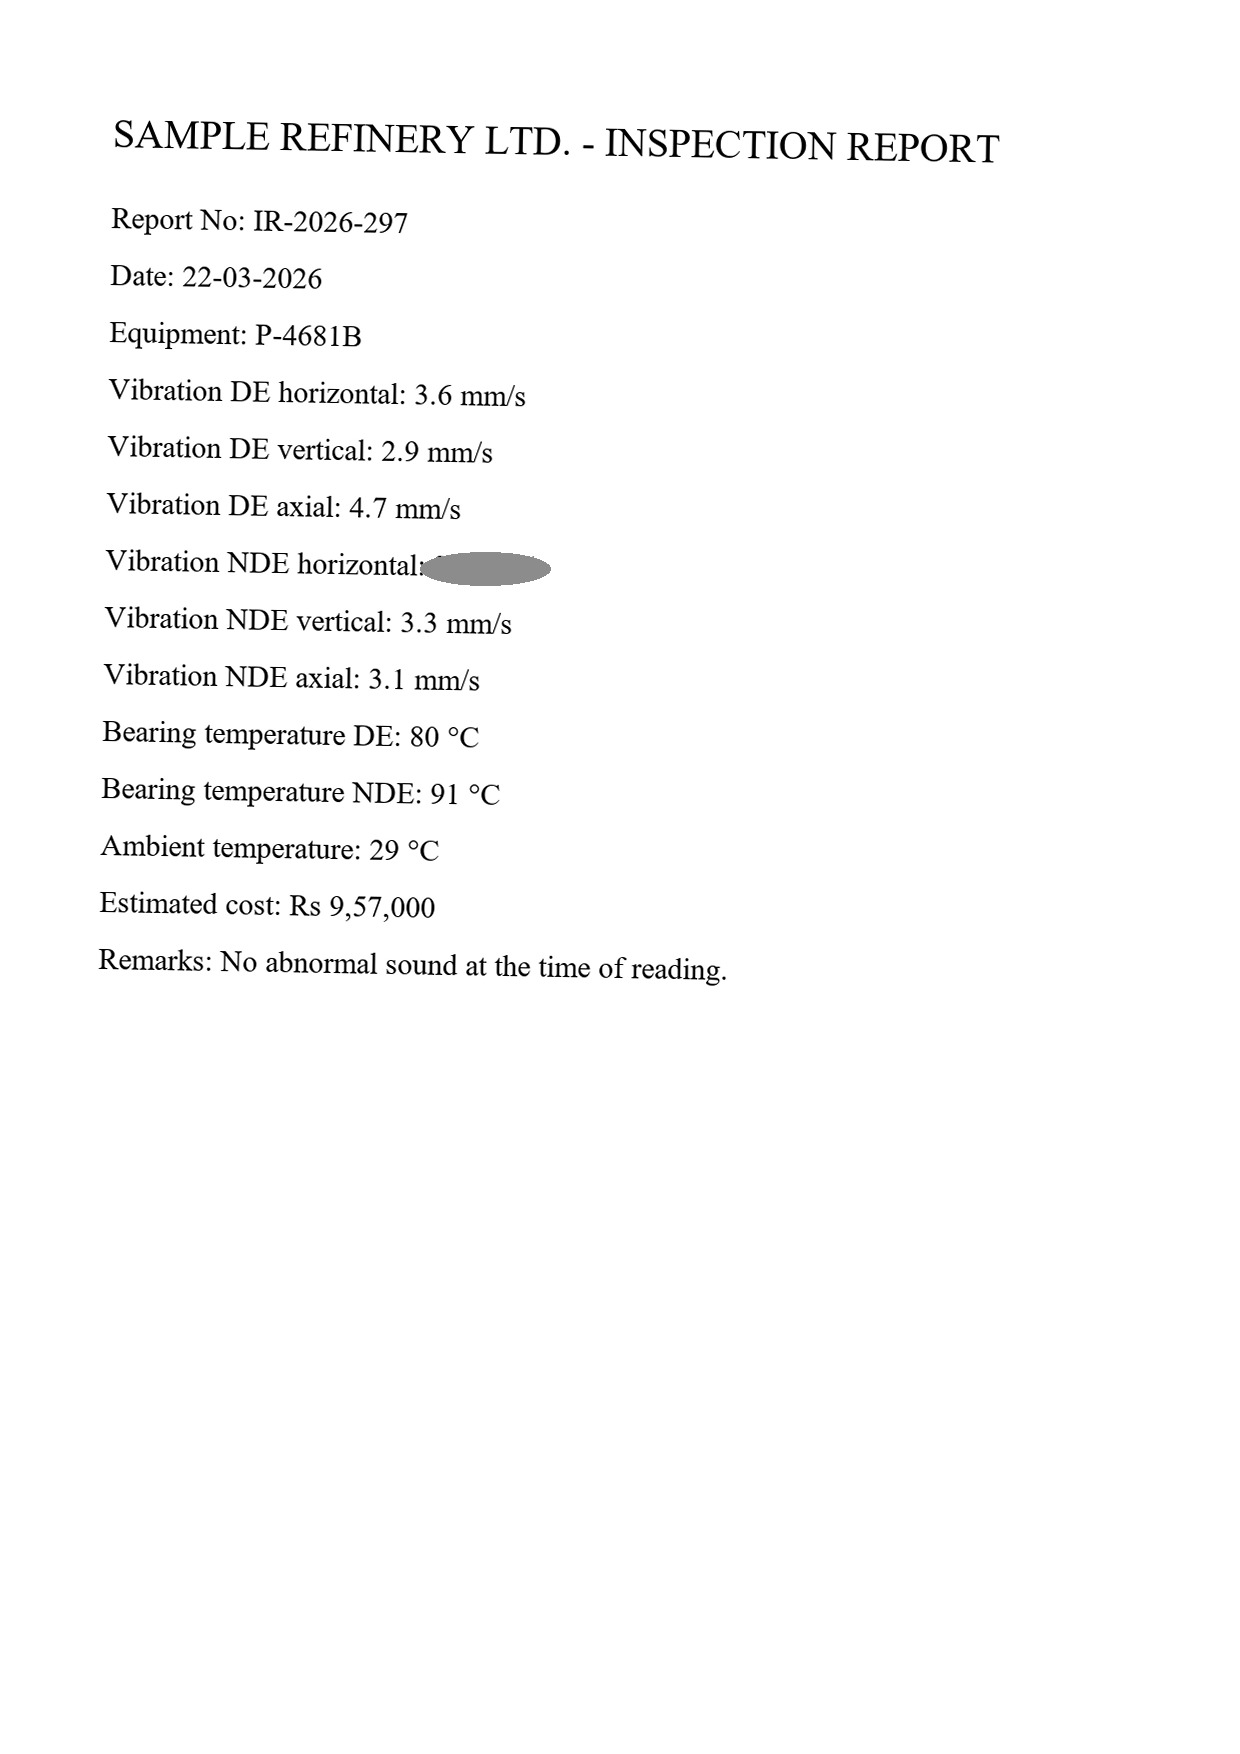 SAMPLE REFINERY LTD. - INSPECTION REPORT
Report No: IR-2026-297
Date: 22-03-2026
Equipment: P-4681B
Vibration DE horizontal: 3.6 mm/s
Vibration DE vertical: 2.9 mm/s
Vibration DE axial: 4.7 mm/s
Vibration NDE horizontal:
Vibration NDE vertical: 3.3 mm/s
Vibration NDE axial: 3.1 mm/s
Bearing temperature DE: 80 °C
Bearing temperature NDE: 91 °C
Ambient temperature: 29 °C
Estimated cost: Rs 9,57,000
Remarks: No abnormal sound at the time of reading.